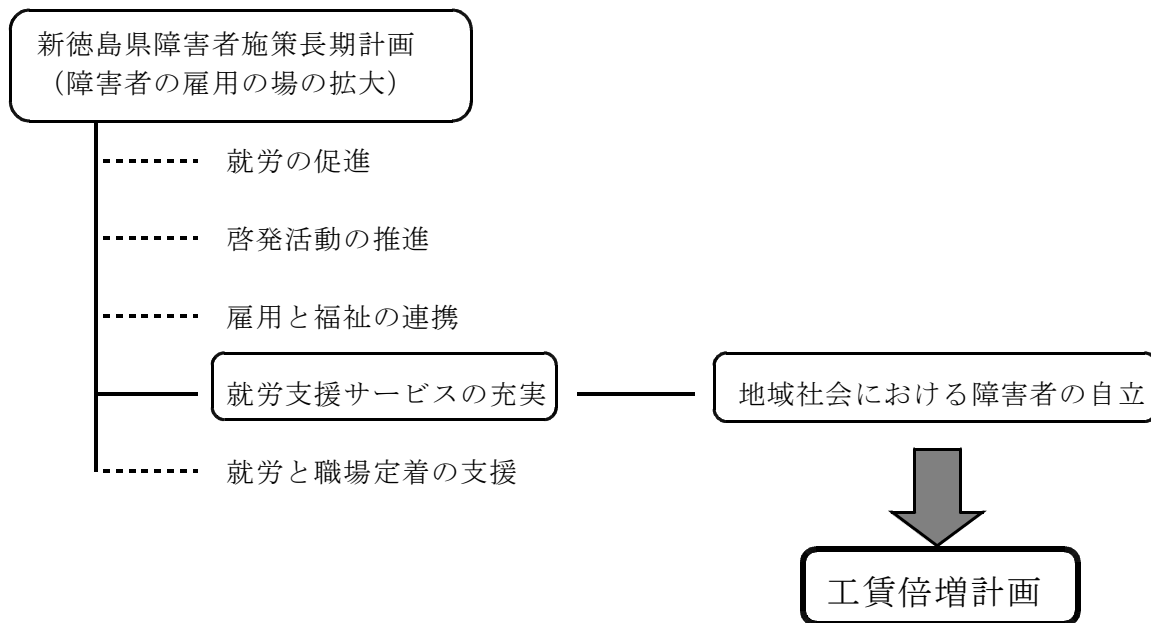 新徳島県障害者施策長期計画
（障害者の雇用の場の拡大）
就労の促進
啓発活動の推進
雇用と福祉の連携
就労支援サービスの充実
地域社会における障害者の自立
就労と職場定着の支援
工賃倍増計画